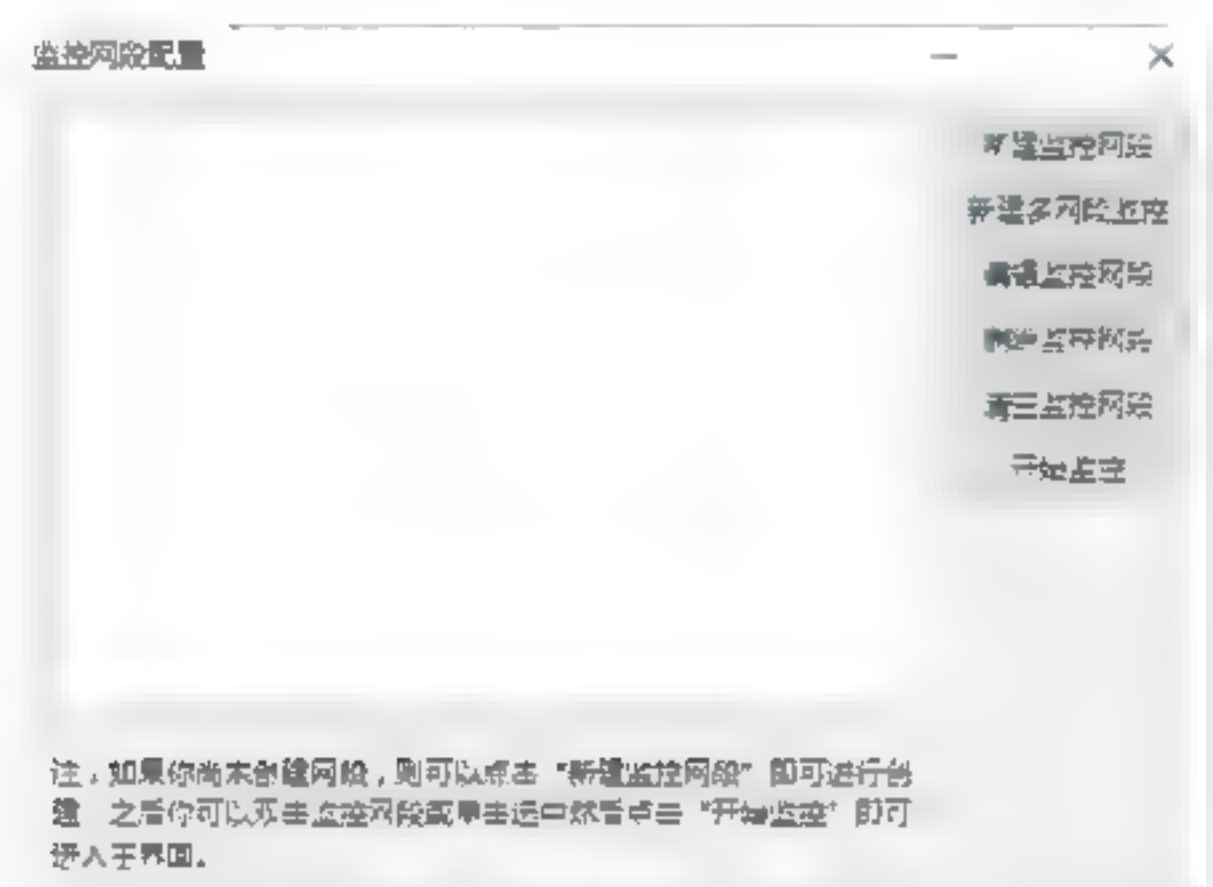 监控网段配置
新建监控网段
新建多网段监控
编辑监控网段
删除监控网段
监控网段
开始监控
注：如果你尚未创建网段，则可以点击“新建监控网段”即可进行创
建 之后你可以双击监控网段或单击选中然后点击“开始监控”即可
进入主界面。